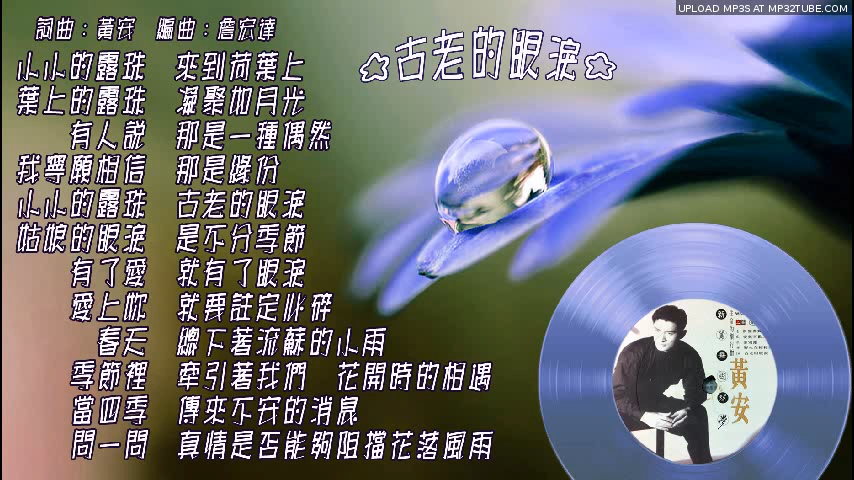 UPLOAD MP3S AT MP32TUBE.COM
詞曲：黃安　編曲：詹宏達
☆古老的眼淚☆
小小的露珠　來到荷葉上
葉上的露珠　凝聚如月光
有人說　那是一種偶然
我寧願相信　那是緣份
小小的露珠　古老的眼淚
姑娘的眼淚　是不分季節
有了愛　就有了眼淚
愛上你　就要註定心碎
春天　總下著流蘇的小雨
季節裡　牽引著我們　花開時的相遇
當四季　傳來不安的消息
問一問　真情是否能夠阻擋花落風雨
黃安